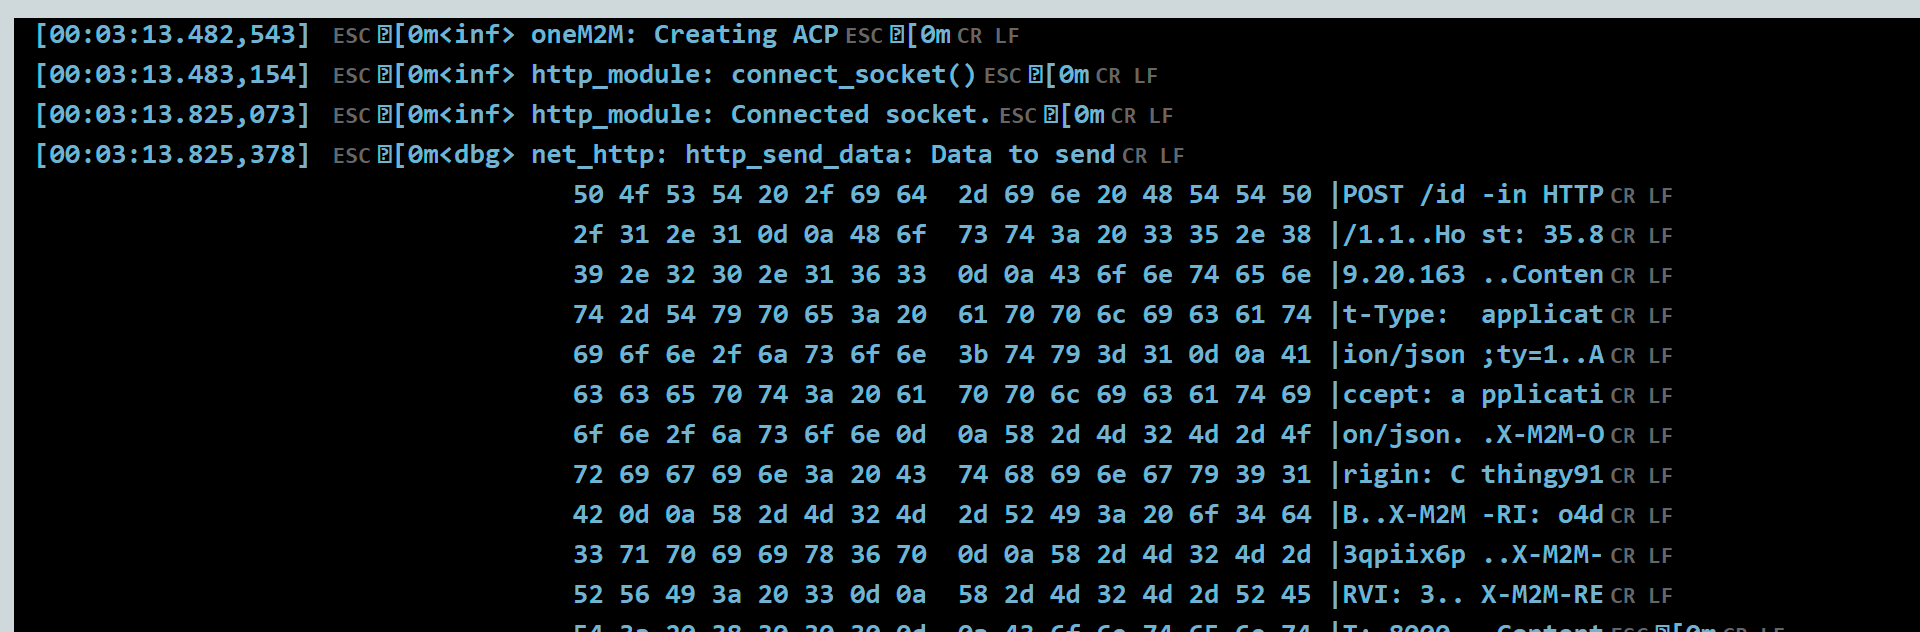 [00:03:13.482,543] ESC [0m<inf> oneM2M: Creating ACP ESC [0m CR LF
[00:03:13.483,154] ESC [0m<inf> http_module: connect_socket() ESC [0m CR LF
[00:03:13.825,073] ESC [0m<inf> http_module: Connected socket. ESC [0m CR LF
[00:03:13.825,378] ESC [0m<dbg> net_http: http_send_data: Data to send CR LF
50 4f 53 54 20 2f 69 64  2d 69 6e 20 48 54 54 50 |POST /id -in HTTP CR LF
2f 31 2e 31 0d 0a 48 6f  73 74 3a 20 33 35 2e 38 |/1.1..Ho st: 35.8 CR LF
39 2e 32 30 2e 31 36 33  0d 0a 43 6f 6e 74 65 6e |9.20.163 ..Conten CR LF
74 2d 54 79 70 65 3a 20  61 70 70 6c 69 63 61 74 |t-Type:  applicat CR LF
69 6f 6e 2f 6a 73 6f 6e  3b 74 79 3d 31 0d 0a 41 |ion/json ;ty=1..A CR LF
63 63 65 70 74 3a 20 61  70 70 6c 69 63 61 74 69 |ccept: a pplicati CR LF
6f 6e 2f 6a 73 6f 6e 0d  0a 58 2d 4d 32 4d 2d 4f |on/json. .X-M2M-O CR LF
72 69 67 69 6e 3a 20 43  74 68 69 6e 67 79 39 31 |rigin: C thingy91 CR LF
42 0d 0a 58 2d 4d 32 4d  2d 52 49 3a 20 6f 34 64 |B..X-M2M -RI: o4d CR LF
33 71 70 69 69 78 36 70  0d 0a 58 2d 4d 32 4d 2d |3qpiix6p ..X-M2M- CR LF
52 56 49 3a 20 33 0d 0a  58 2d 4d 32 4d 2d 52 45 |RVI: 3.. X-M2M-RE CR LF